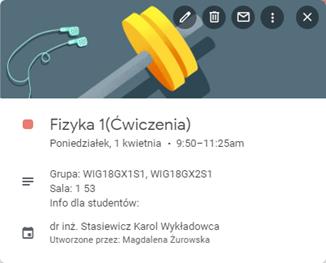 Fizyka 1(Ćwiczenia)
Poniedziałek, 1 kwietnia • 9:50–11:25am
Grupa: WIG18GX1S1, WIG18GX2S1
Sala: 1 53
Info dla studentów:
dr inż. Stasiewicz Karol Wykładowca
Utworzone przez: Magdalena Żurowska